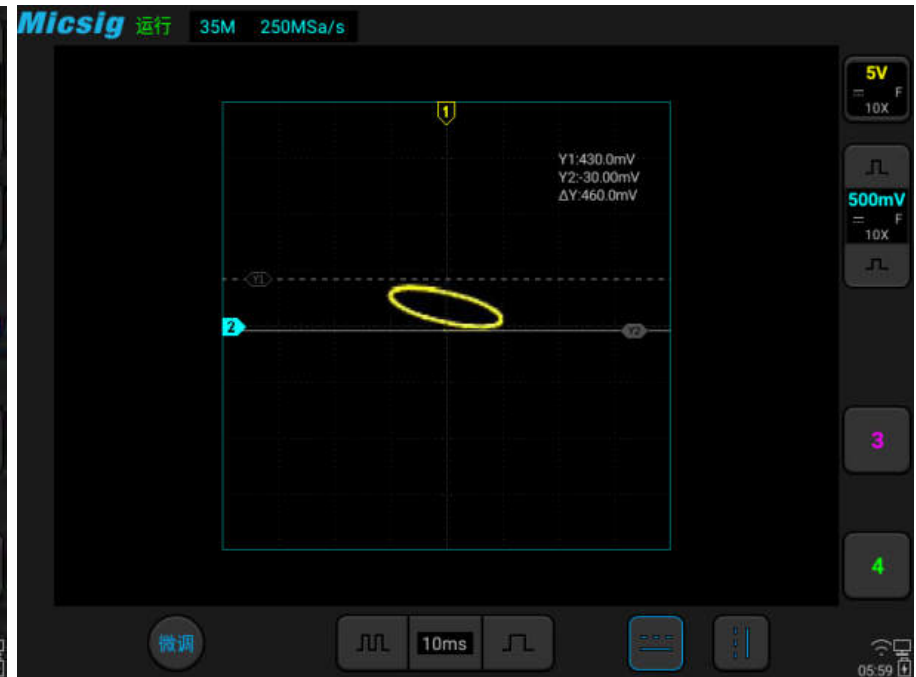 Micsig 运行 35M 250MSa/s
5V
F
10X
1
Y1:430.0mV
Y2:-30.00mV
ΔY:460.0mV
500mV
F
10X
Y1
2
Y2
3
4
微调
10ms
05:59